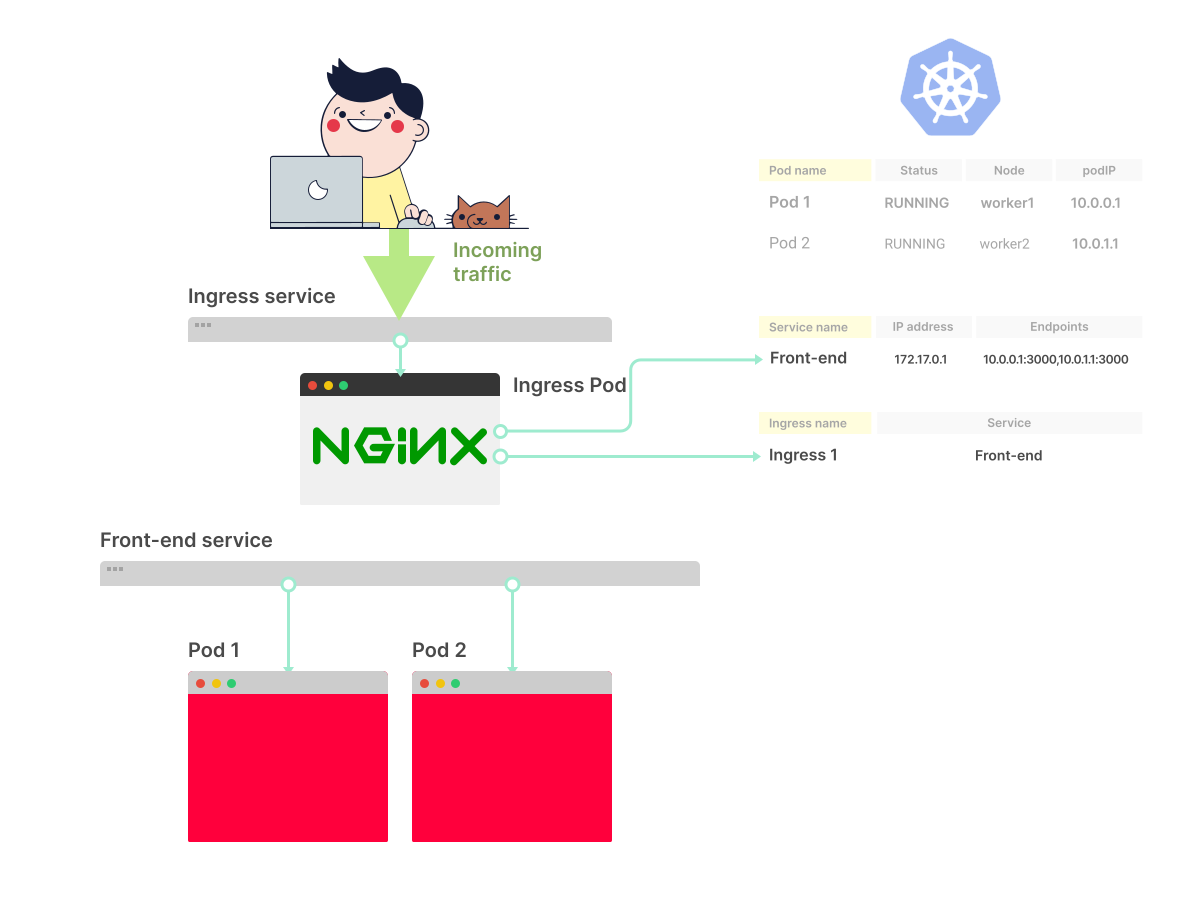 Incoming
traffic
Ingress service
Ingress Pod
NGiNX
Front-end service
Pod 1
Pod 2
Pod name Status Node podIP
Pod 1 RUNNING worker1 10.0.0.1
Pod 2 RUNNING worker2 10.0.1.1
Service name IP address Endpoints
Front-end 172.17.0.1 10.0.0.1:3000,10.0.1.1:3000
Ingress name Service
Ingress 1 Front-end